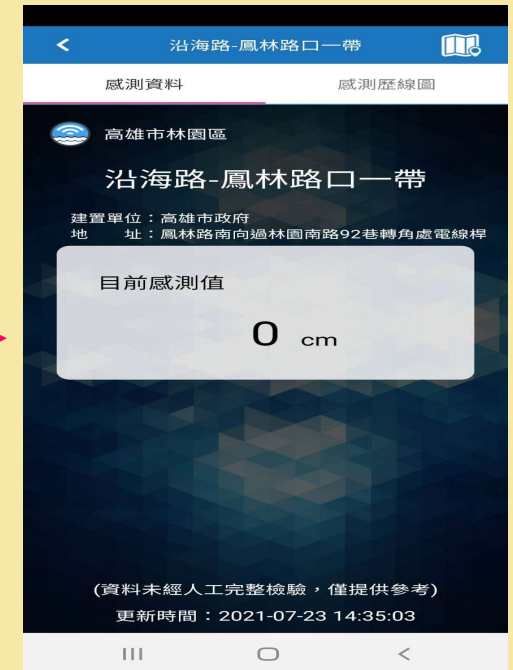 沿海路-鳳林路口一帶
感測資料 感測歷線圖
高雄市林園區
沿海路-鳳林路口一帶
建置單位：高雄市政府
地 址：鳳林路南向過林園南路92巷轉角處電線桿
目前感測值
0 cm
(資料未經人工完整檢驗，僅提供參考)
更新時間：2021-07-23 14:35:03